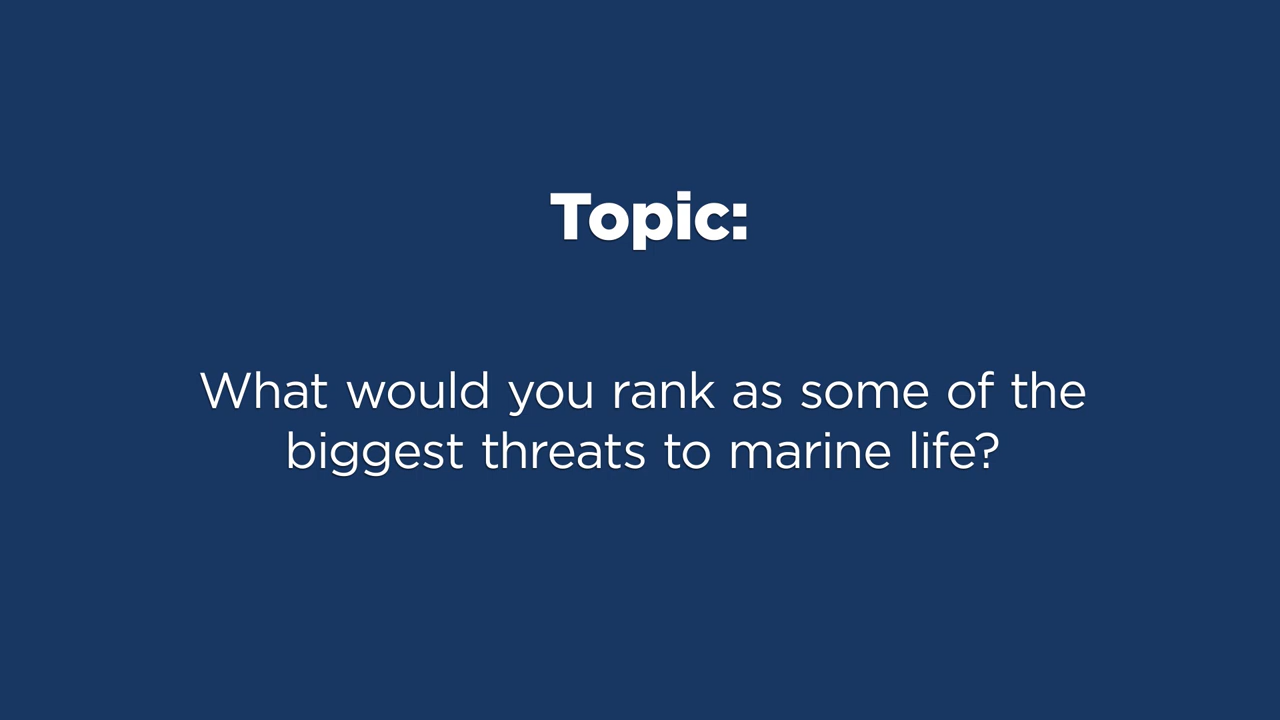 Topic:
What would you rank as some of the
biggest threats to marine life?